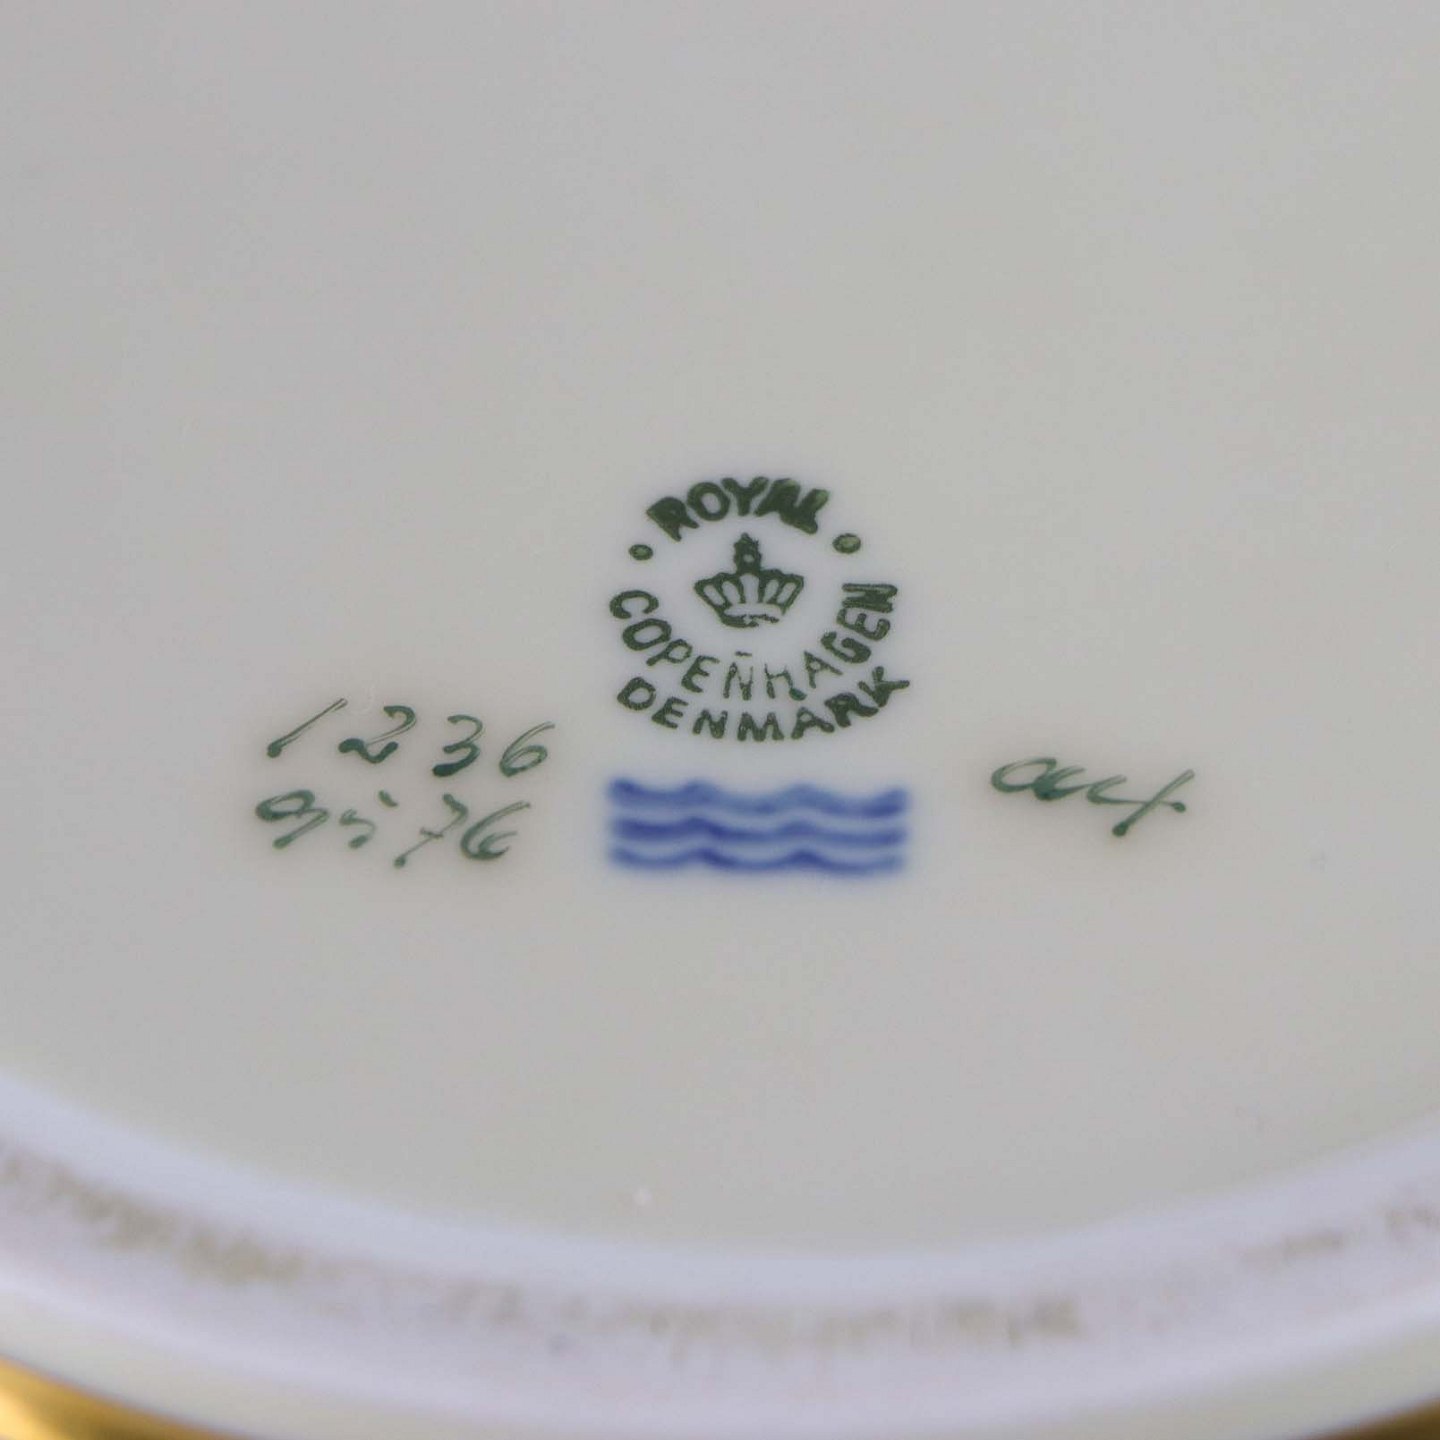 ROYAL
COPENHAGEN
DENMARK
1236
9576